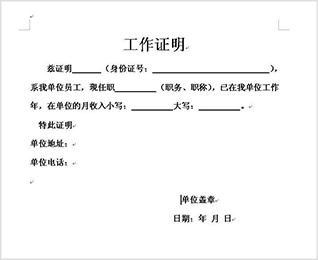 工作证明
兹证明______（身份证号：____________________），
系我单位员工，现任职________（职务、职称），已在我单位工作
年，在单位的月收入小写：________大写：________。
特此证明
单位地址：
单位电话：
单位盖章
日期：年 月 日